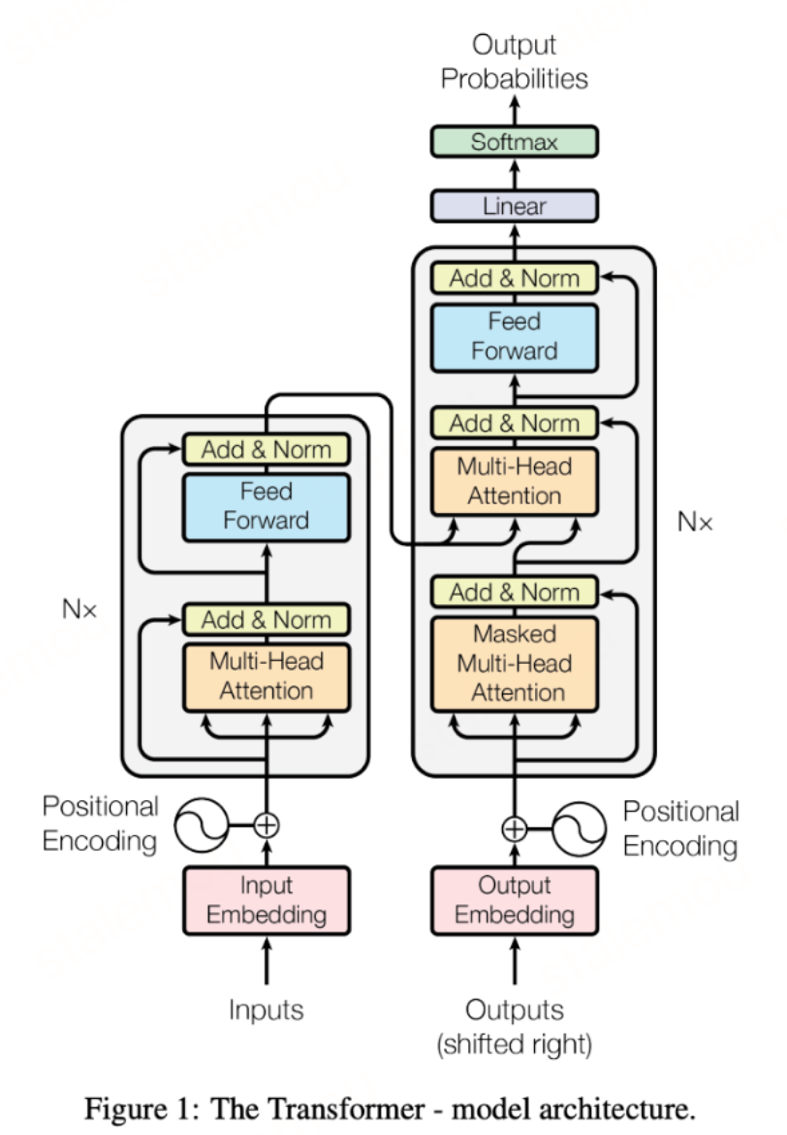 Output
Probabilities
Softmax
Linear
Add & Norm
Feed
Forward
Add & Norm
Multi-Head
Attention
Nx
Add & Norm
Masked
Multi-Head
Attention
Add & Norm
Feed
Forward
Nx
Add & Norm
Multi-Head
Attention
Positional
Encoding
Positional
Encoding
Input
Embedding
Output
Embedding
Inputs
Outputs
(shifted right)
Figure 1: The Transformer - model architecture.